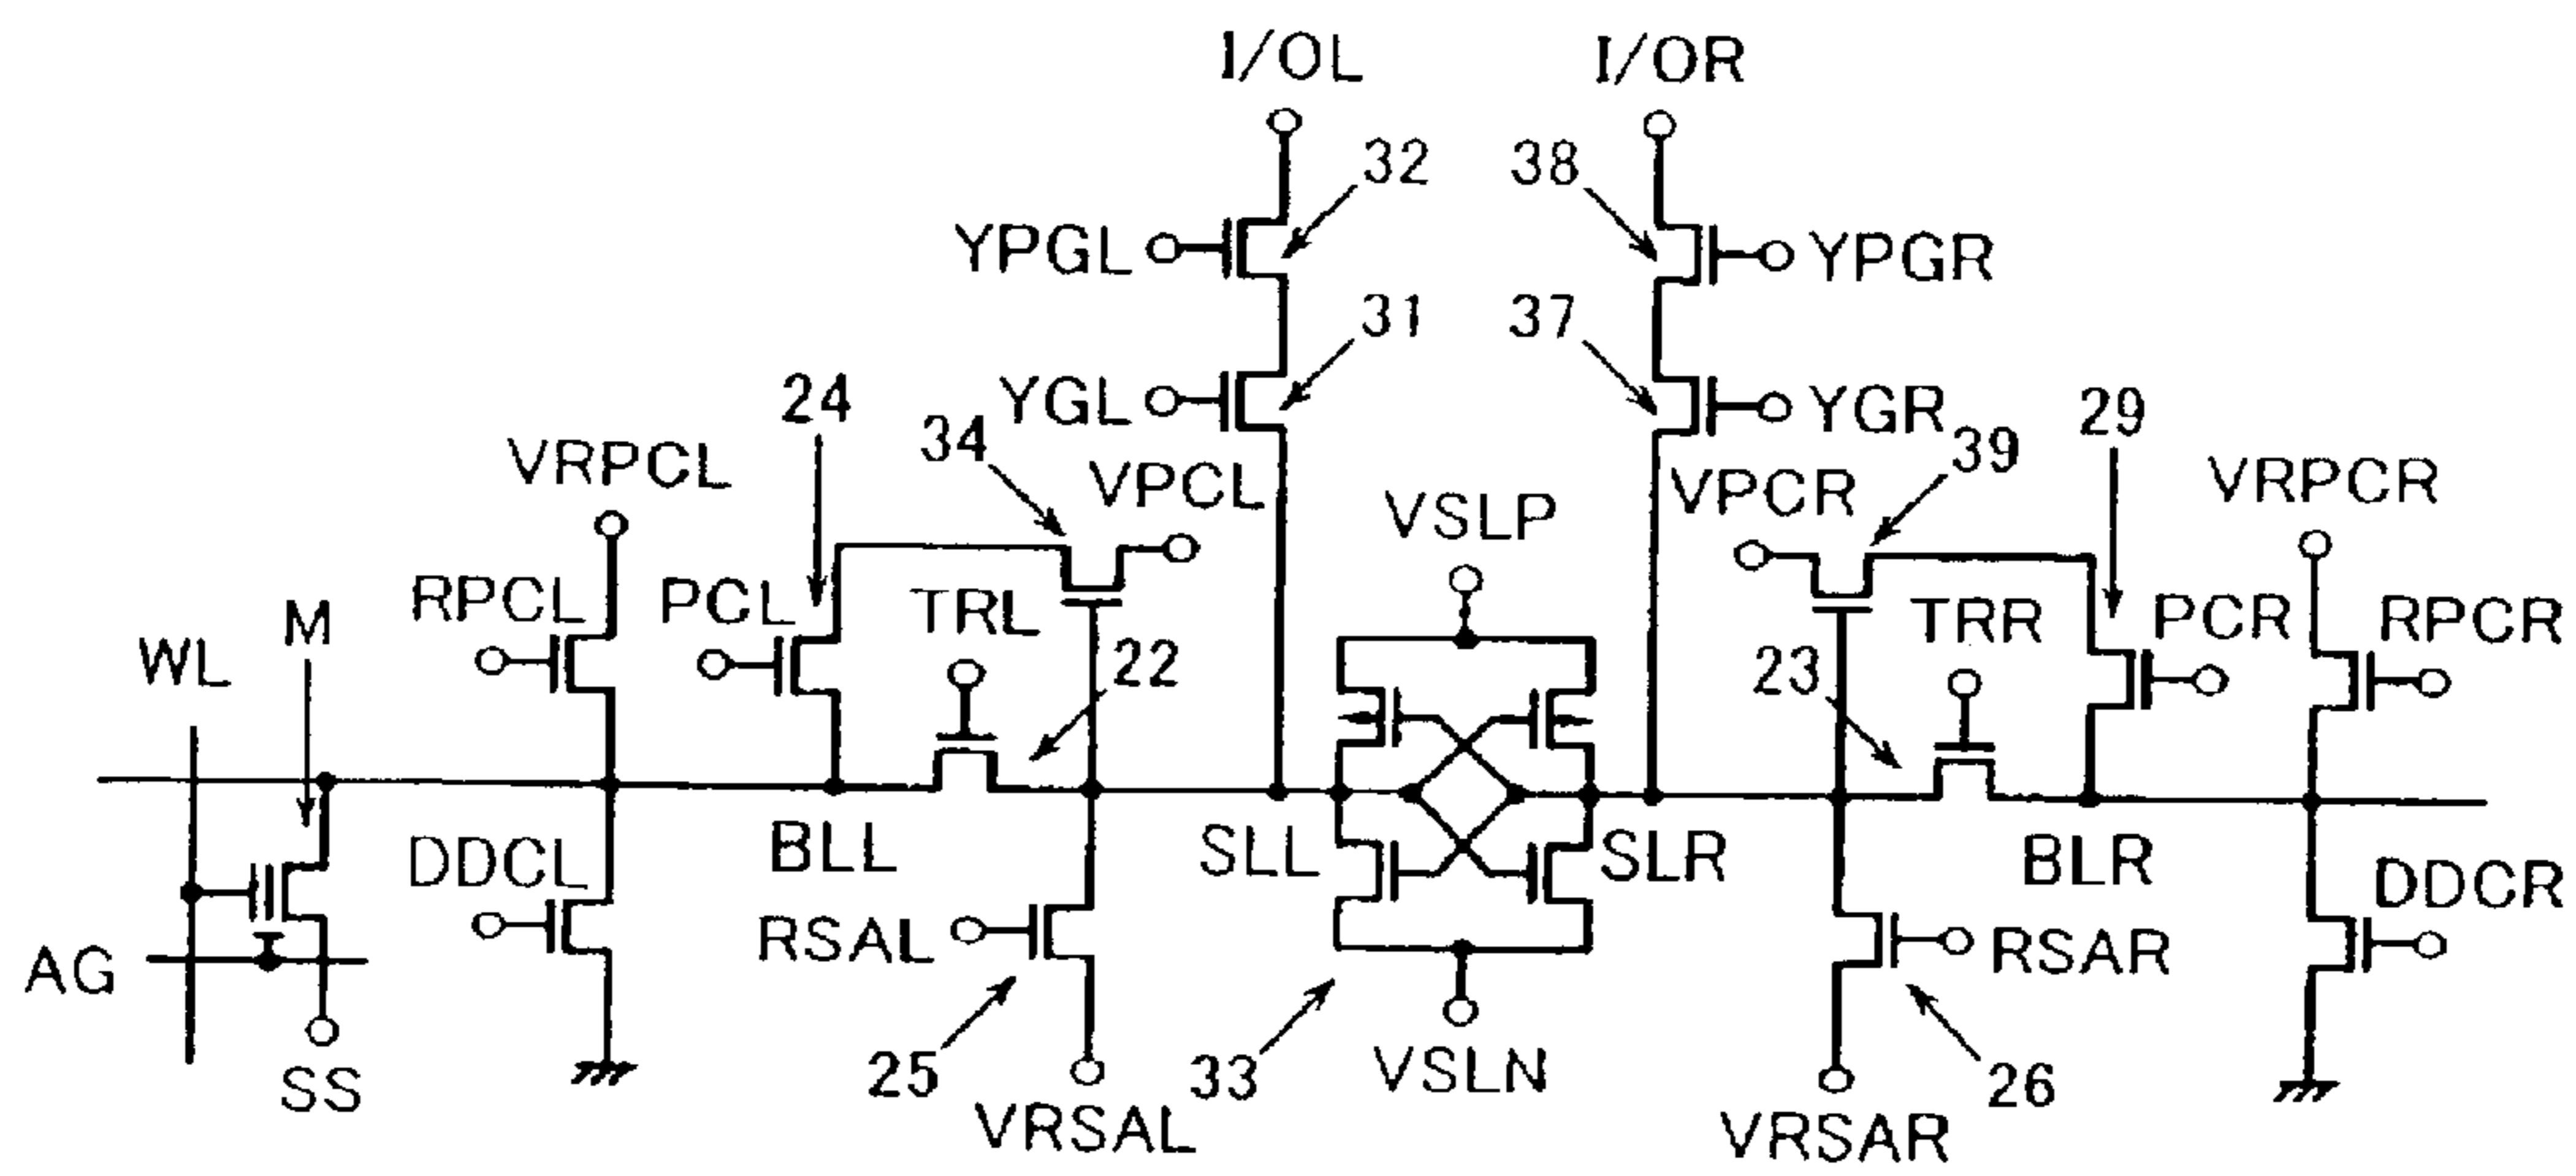 I/OL
I/OR
32
38
YPGL
YPGR
31
37
24
YGL
YGR
29
34
39
VRPCL
VPCL
VPCR
VRPCR
VSLP
RPCL
PCL
TRL
TRR
PCR
RPCR
M
WL
22
23
DDCL
BLL
SLL
SLR
BLR
DDCR
RSAL
RSAR
AG
SS
25
33
VSLN
26
VRSAL
VRSAR